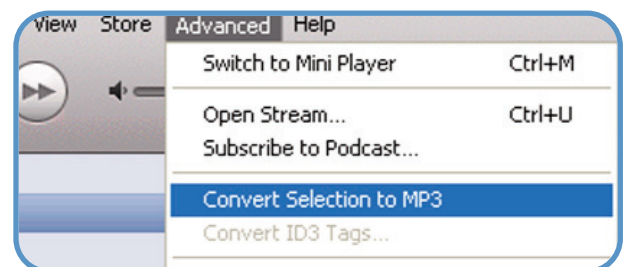 View Store Advanced Help
Switch to Mini Player Ctrl+M
Open Stream... Ctrl+U
Subscribe to Podcast...
Convert Selection to MP3
Convert ID3 Tags...